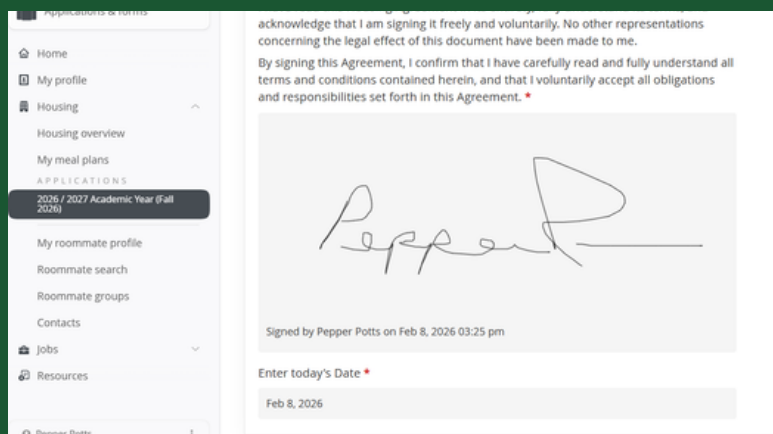 Applications & forms
Home
My profile
Housing
Housing overview
My meal plans
APPLICATIONS
2026 / 2027 Academic Year (Fall
2026)
My roommate profile
Roommate search
Roommate groups
Contacts
Jobs
Resources
Pepper Potts
acknowledge that I am signing it freely and voluntarily. No other representations
concerning the legal effect of this document have been made to me.
By signing this Agreement, I confirm that I have carefully read and fully understand all
terms and conditions contained herein, and that I voluntarily accept all obligations
and responsibilities set forth in this Agreement. *
Pepper P
Signed by Pepper Potts on Feb 8, 2026 03:25 pm
Enter today's Date *
Feb 8, 2026